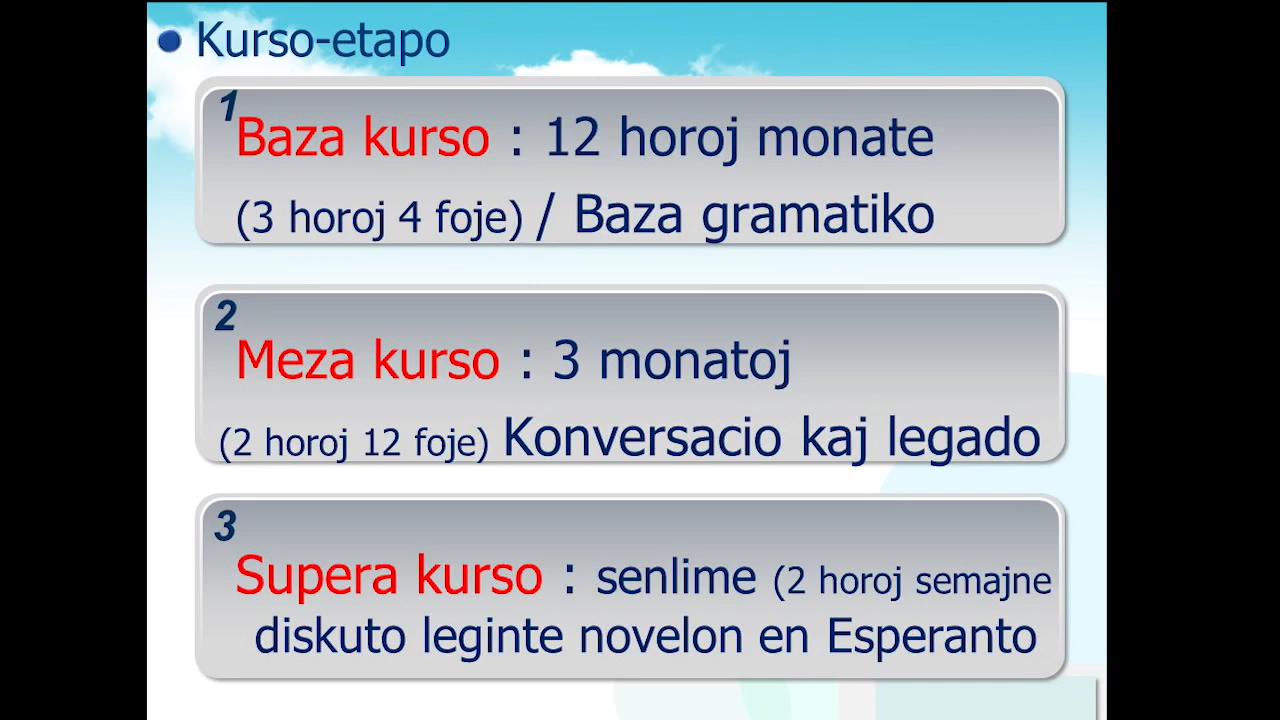 Kurso-etapo
1
Baza kurso : 12 horoj monate
(3 horoj 4 foje) / Baza gramatiko
2
Meza kurso : 3 monatoj
(2 horoj 12 foje) Konversacio kaj legado
3
Supera kurso : senlime (2 horoj semajne
diskuto leginte novelon en Esperanto